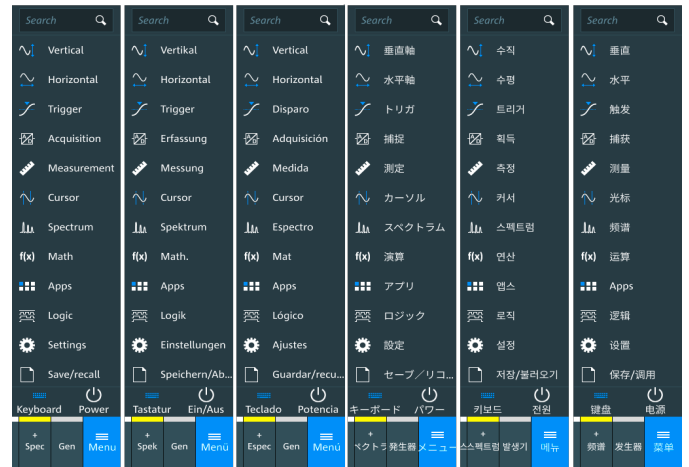 Search
Vertical
Horizontal
Trigger
Acquisition
Measurement
Cursor
Spectrum
f(x) Math
Apps
Logic
Settings
Save/recall
Keyboard Power
+
Spec Gen Menu
Search
Vertikal
Horizontal
Trigger
Erfassung
Messung
Cursor
Spektrum
f(x) Math.
Apps
Logik
Einstellungen
Speichern/Ab...
Tastatur Ein/Aus
+
Spek Gen Menü
Search
Vertical
Horizontal
Disparo
Adquisición
Medida
Cursor
Espectro
f(x) Mat
Apps
Lógico
Ajustes
Guardar/recu...
Teclado Potencia
+
Espec Gen Menú
Search
垂直軸
水平軸
トリガ
捕捉
測定
カーソル
スペクトラム
f(x) 演算
アプリ
ロジック
設定
セーブ／リコ...
キーボード パワー
+
ペクトラ 発生器 メニュー
Search
수직
수평
트리거
획득
측정
커서
스펙트럼
f(x) 연산
앱스
로직
설정
저장/불러오기
키보드 전원
+
스펙트럼 발생기 메뉴
Search
垂直
水平
触发
捕获
测量
光标
频谱
f(x) 运算
Apps
逻辑
设置
保存/调用
键盘 电源
+
频谱 发生器 菜单